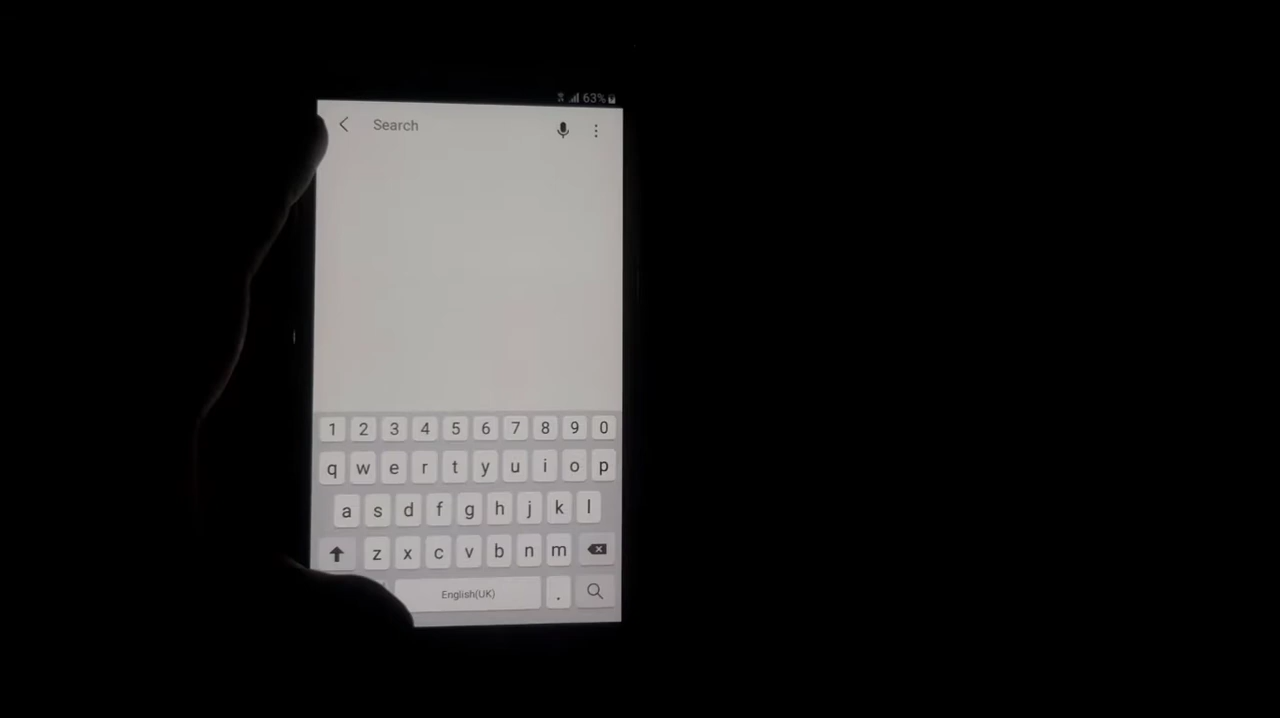 63%
Search
1 2 3 4 5 6 7 8 9 0
q w e r t y u i o p
a s d f g h j k l
z x c v b n m
English(UK) .